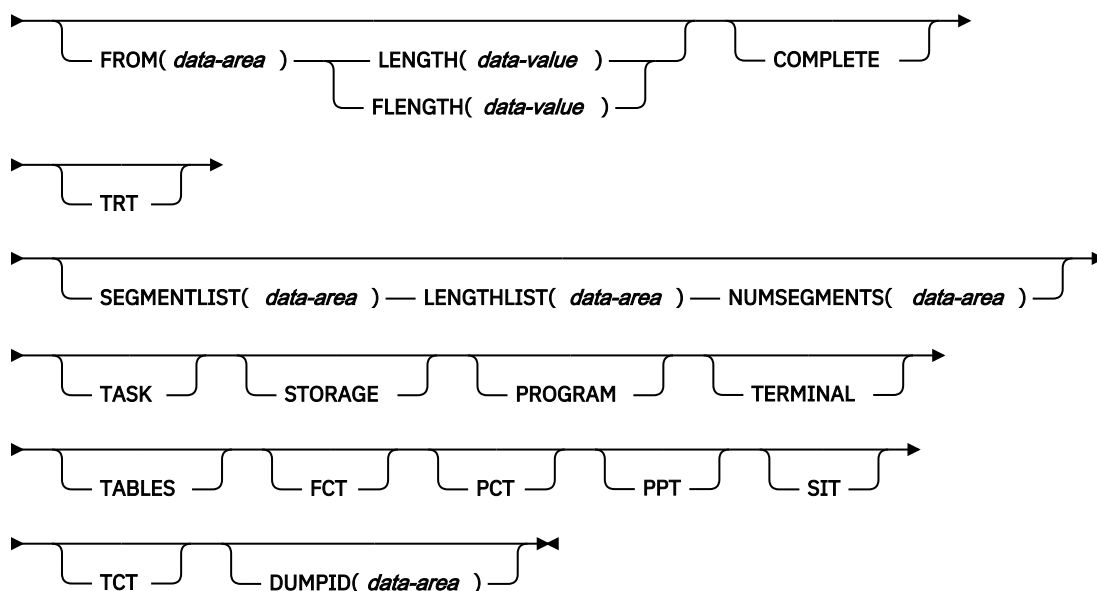 FROM( data-area ) LENGTH( data-value ) COMPLETE
FLENGTH( data-value )
TRT
SEGMENTLIST( data-area ) LENGTHLIST( data-area ) NUMSEGMENTS( data-area )
TASK STORAGE PROGRAM TERMINAL
TABLES FCT PCT PPT SIT
TCT DUMPID( data-area )